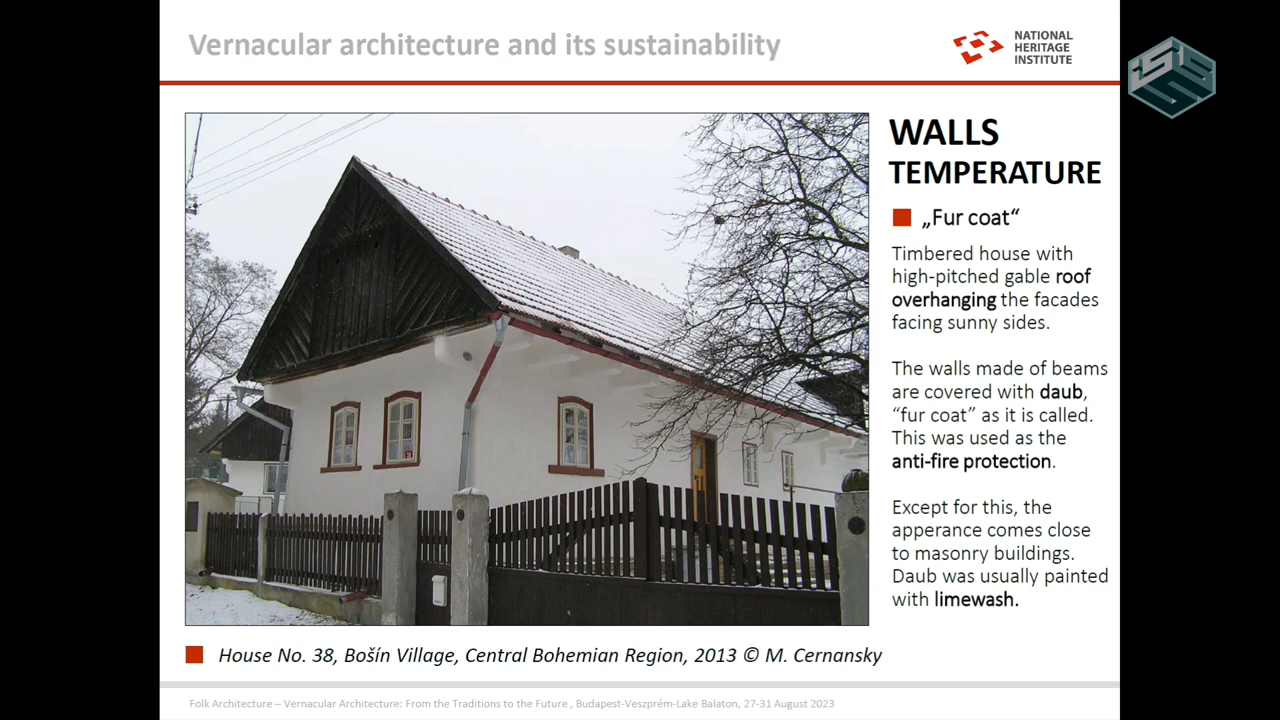 Vernacular architecture and its sustainability
NATIONAL
HERITAGE
INSTITUTE
WALLS
TEMPERATURE
„Fur coat“
Timbered house with
high-pitched gable roof
overhanging the facades
facing sunny sides.
The walls made of beams
are covered with daub,
“fur coat” as it is called.
This was used as the
anti-fire protection.
Except for this, the
apperance comes close
to masonry buildings.
Daub was usually painted
with limewash.
House No. 38, Bošín Village, Central Bohemian Region, 2013 © M. Cernansky
Folk Architecture – Vernacular Architecture: From the Traditions to the Future , Budapest-Veszprém-Lake Balaton, 27-31 August 2023